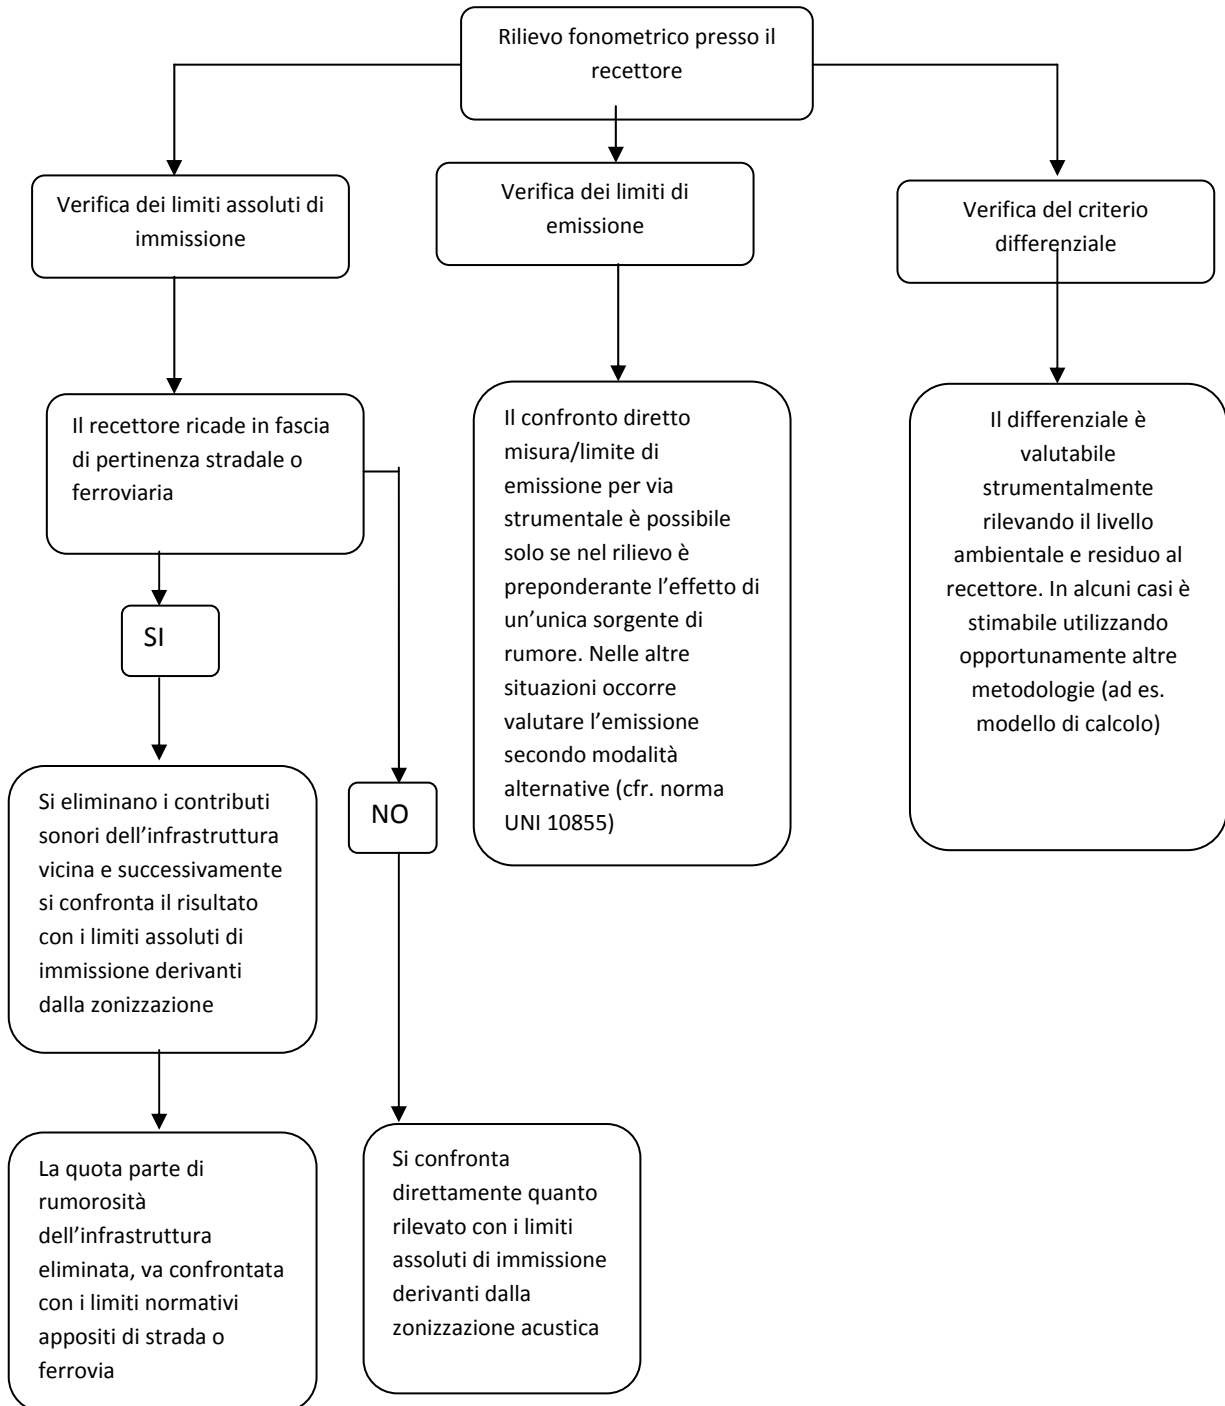 Rilievo fonometrico presso il
recettore
Verifica dei limiti assoluti di
immissione
Verifica dei limiti di
emissione
Verifica del criterio
differenziale
Il recettore ricade in fascia
di pertinenza stradale o
ferroviaria
Il confronto diretto
misura/limite di
emissione per via
strumentale è possibile
solo se nel rilievo è
preponderante l’effetto di
un’unica sorgente di
rumore. Nelle altre
situazioni occorre
valutare l’emissione
secondo modalità
alternative (cfr. norma
UNI 10855)
Il differenziale è
valutabile
strumentalmente
rilevando il livello
ambientale e residuo al
recettore. In alcuni casi è
stimabile utilizzando
opportunamente altre
metodologie (ad es.
modello di calcolo)
SI
NO
Si eliminano i contributi
sonori dell’infrastruttura
vicina e successivamente
si confronta il risultato
con i limiti assoluti di
immissione derivanti
dalla zonizzazione
La quota parte di
rumorosità
dell’infrastruttura
eliminata, va confrontata
con i limiti normativi
appositi di strada o
ferrovia
Si confronta
direttamente quanto
rilevato con i limiti
assoluti di immissione
derivanti dalla
zonizzazione acustica